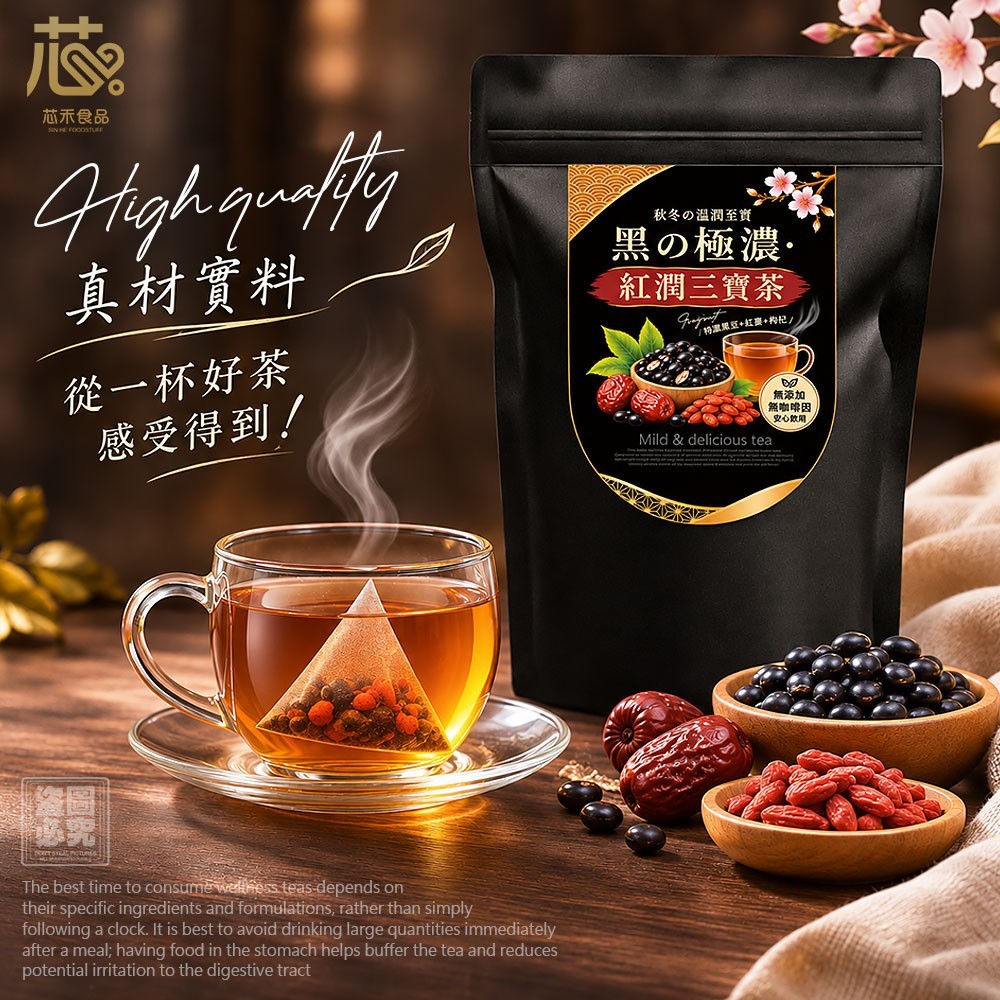 芯
芯禾食品
SIN HE FOODSTUFF
High quality
真材實料
從一杯好茶
感受得到!
秋冬の溫潤至寶
黑の極濃·
紅潤三寶茶
特濃黑豆+紅棗+枸杞
無添加
無咖啡因
安心飲用
Mild & delicious tea
盜圖
必究
The best time to consume wellness teas depends on
their specific ingredients and formulations, rather than simply
following a clock. It is best to avoid drinking large quantities immediately
after a meal; having food in the stomach helps buffer the tea and reduces
potential irritation to the digestive tract